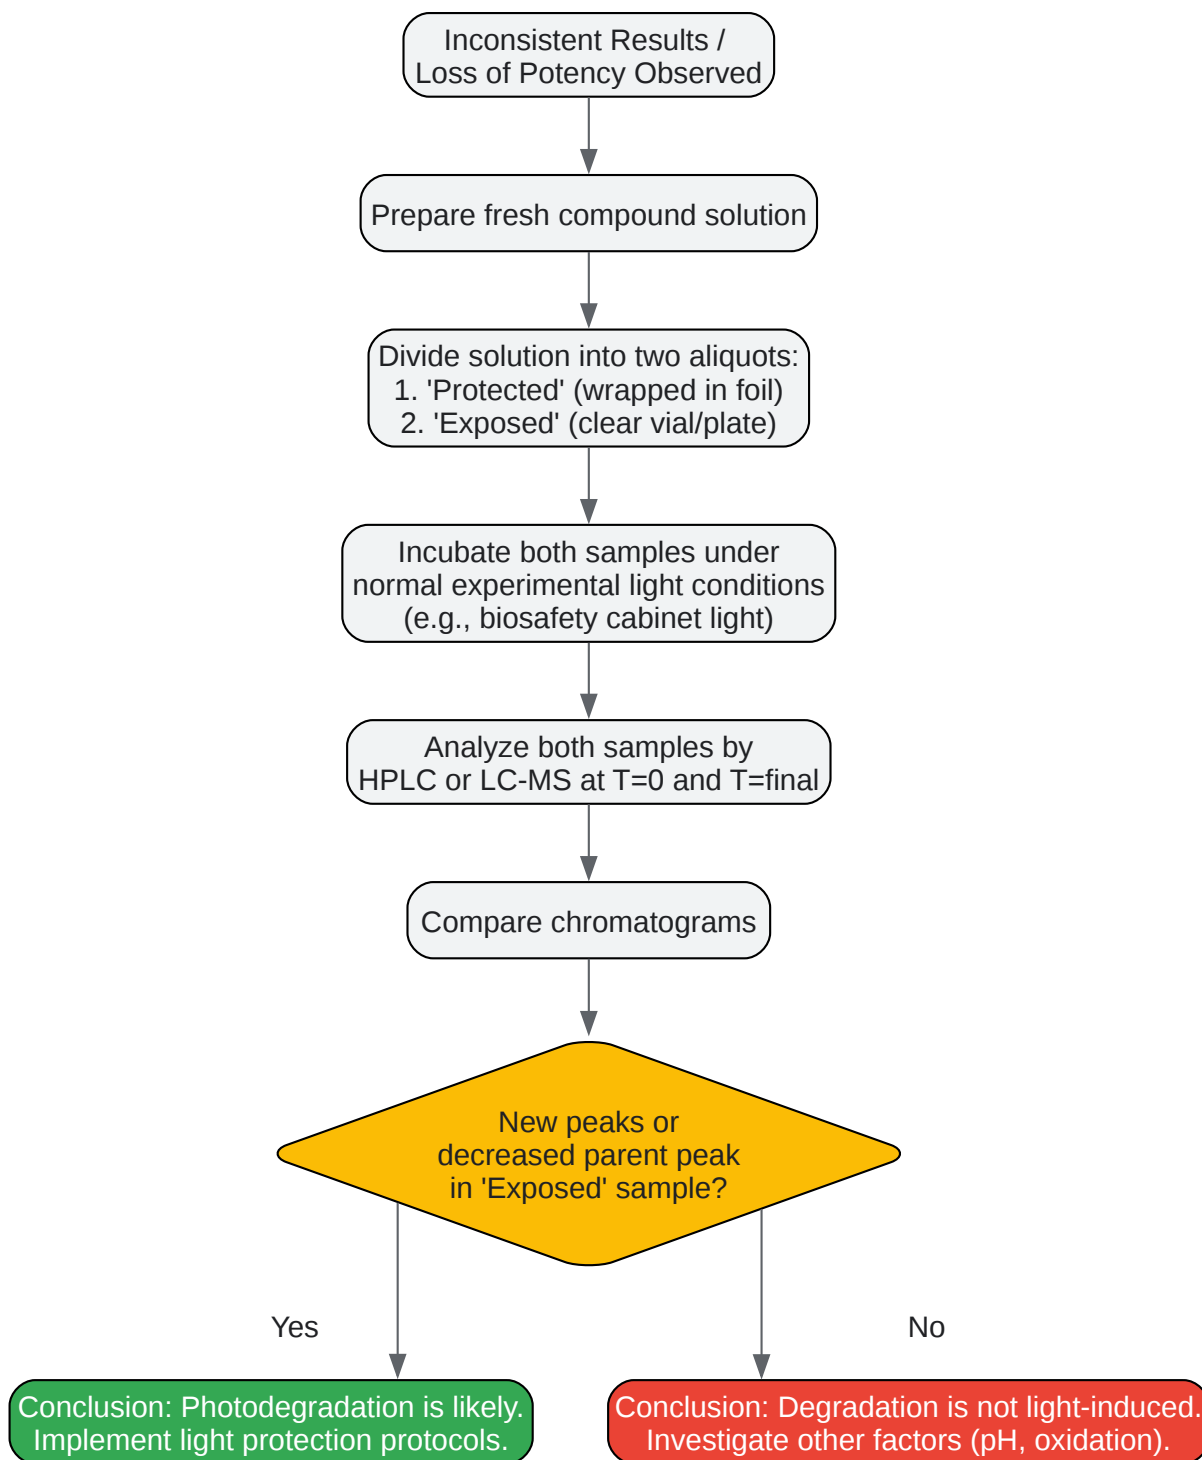 Inconsistent Results /
Loss of Potency Observed
Prepare fresh compound solution
Divide solution into two aliquots:
1. 'Protected' (wrapped in foil)
2. 'Exposed' (clear vial/plate)
Incubate both samples under
normal experimental light conditions
(e.g., biosafety cabinet light)
Analyze both samples by
HPLC or LC-MS at T=0 and T=final
Compare chromatograms
New peaks or
decreased parent peak
in 'Exposed' sample?
Yes
No
Conclusion: Photodegradation is likely.
Implement light protection protocols.
Conclusion: Degradation is not light-induced.
Investigate other factors (pH, oxidation).